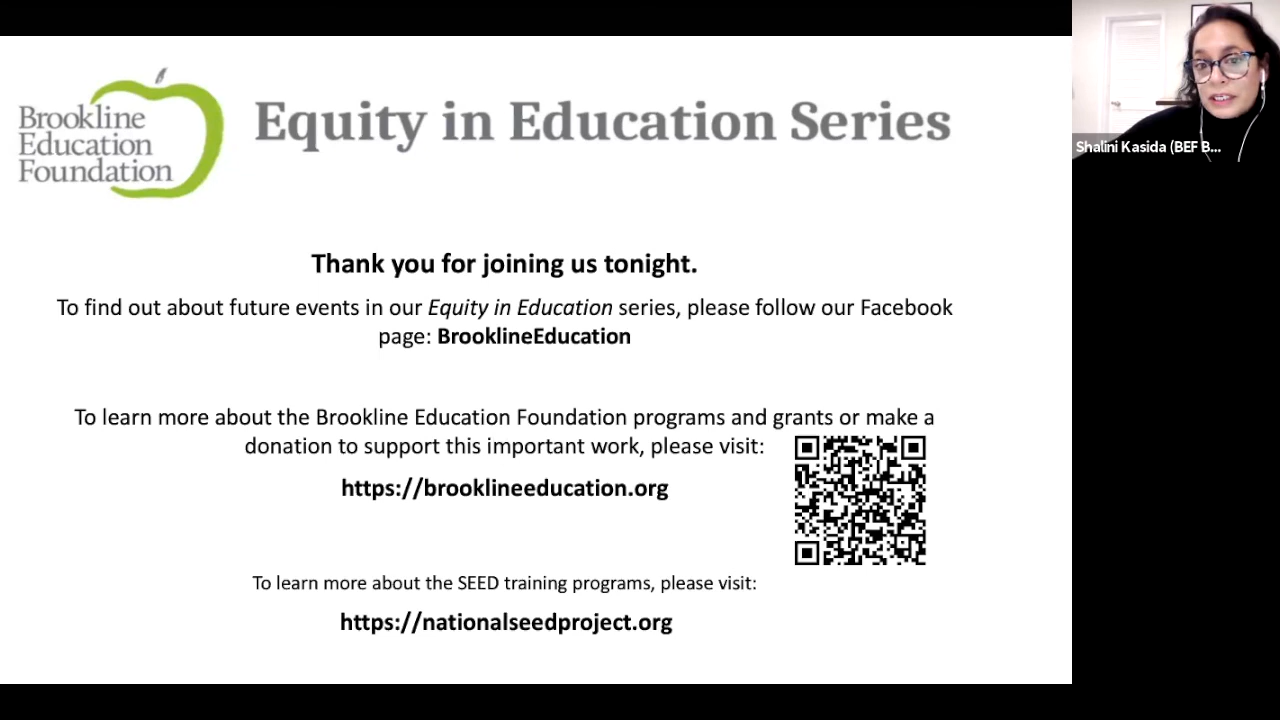 Brookline
Education
Foundation
Equity in Education Series
Shalini Kasida (BEF B...
Thank you for joining us tonight.
To find out about future events in our Equity in Education series, please follow our Facebook
page: BrooklineEducation
To learn more about the Brookline Education Foundation programs and grants or make a
donation to support this important work, please visit:
https://brooklineeducation.org
To learn more about the SEED training programs, please visit:
https://nationalseedproject.org